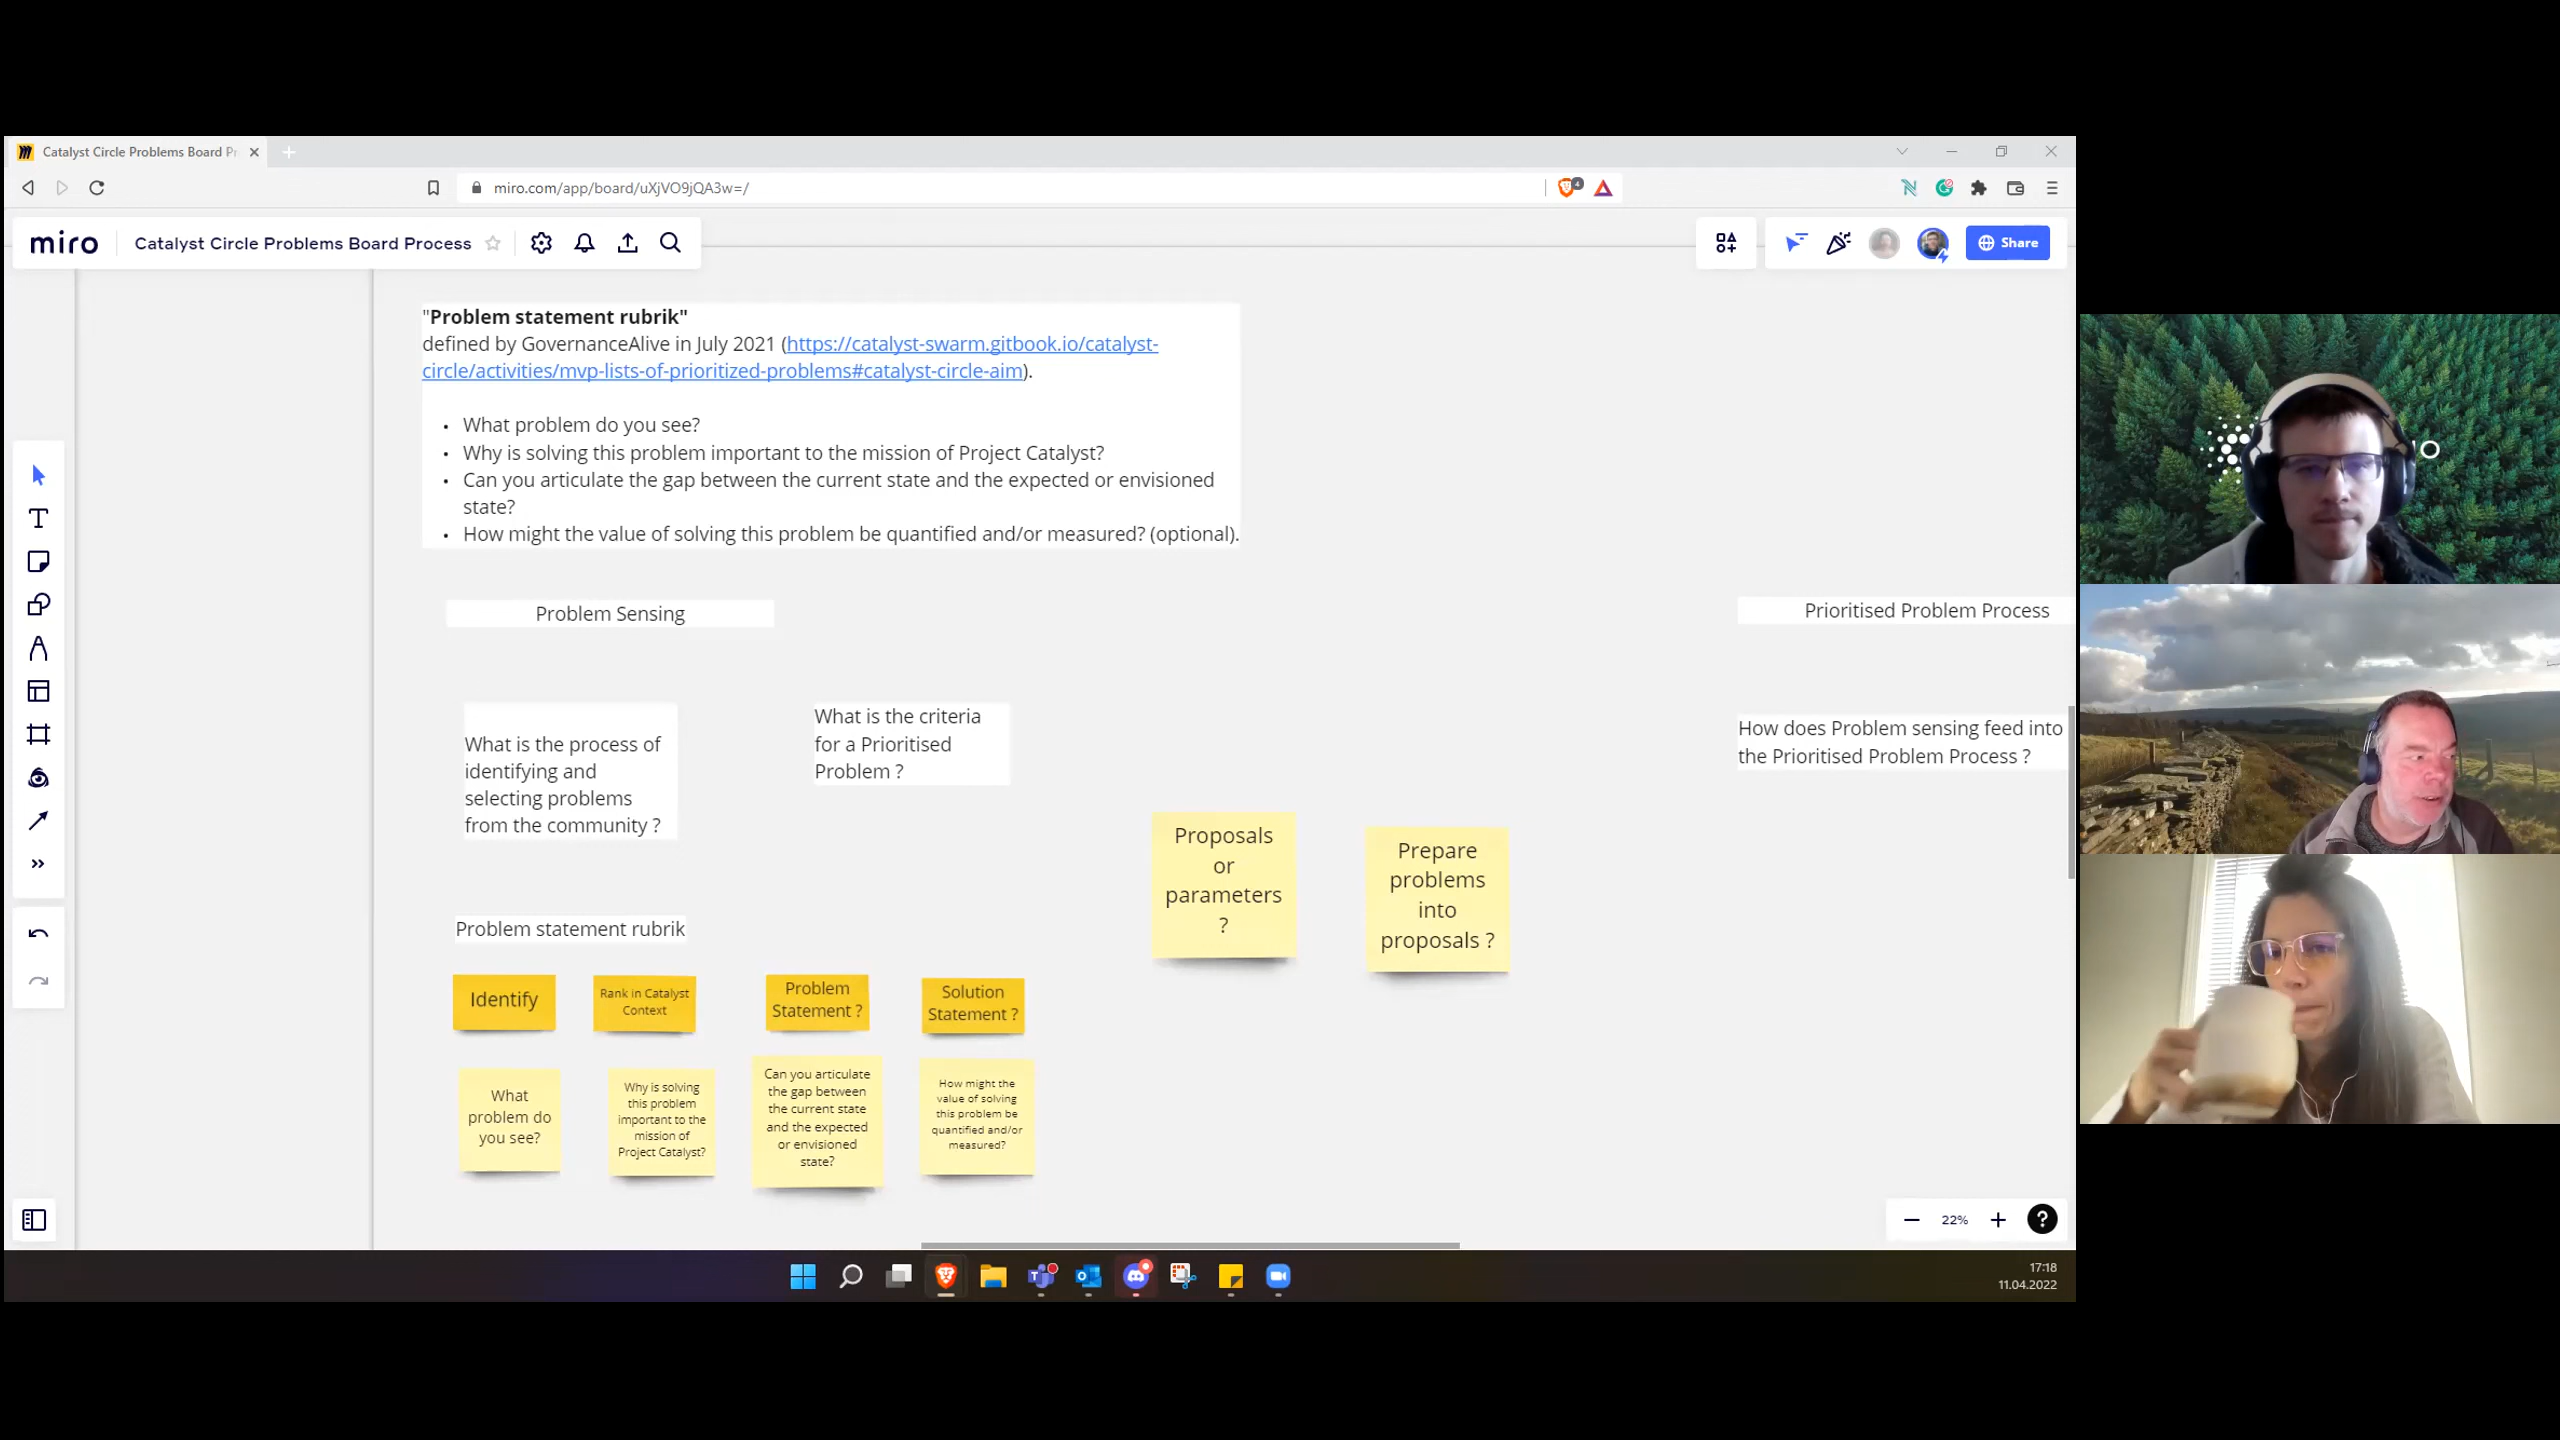 Catalyst Circle Problems Board Pr
miro.com/app/board/uXjVO9jQA3w=/
4
miro
Catalyst Circle Problems Board Process
Share
"Problem statement rubrik"
defined by GovernanceAlive in July 2021 (https://catalyst-swarm.gitbook.io/catalyst-
circle/activities/mvp-lists-of-prioritized-problems#catalyst-circle-aim).
• What problem do you see?
• Why is solving this problem important to the mission of Project Catalyst?
• Can you articulate the gap between the current state and the expected or envisioned
state?
• How might the value of solving this problem be quantified and/or measured? (optional).
Problem Sensing
Prioritised Problem Process
What is the process of
identifying and
selecting problems
from the community ?
What is the criteria
for a Prioritised
Problem ?
How does Problem sensing feed into
the Prioritised Problem Process ?
Proposals
or
parameters
?
Prepare
problems
into
proposals ?
Problem statement rubrik
Identify
Rank in Catalyst
Context
Problem
Statement ?
Solution
Statement ?
What
problem do
you see?
Why is solving
this problem
important to the
mission of
Project Catalyst?
Can you articulate
the gap between
the current state
and the expected
or envisioned
state?
How might the
value of solving
this problem be
quantified and/or
measured?
22%
17:18
11.04.2022